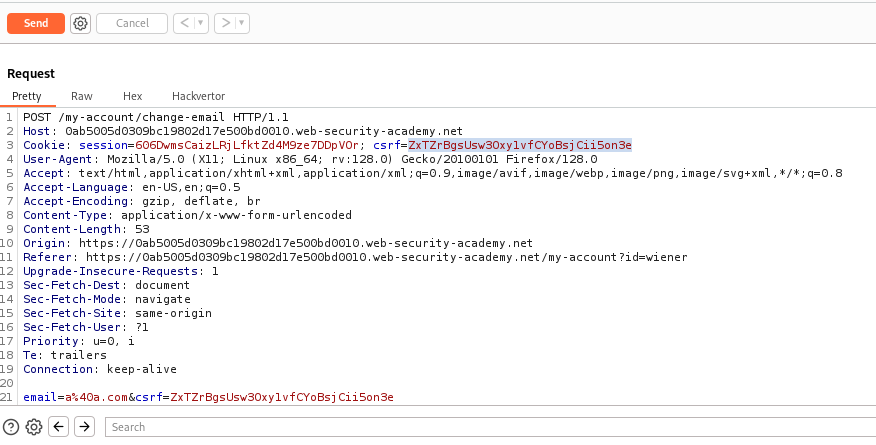 Send Cancel < >
Request
Pretty Raw Hex Hackvertor
1 POST /my-account/change-email HTTP/1.1
2 Host: 0ab5005d0309bc19802d17e500bd0010.web-security-academy.net
3 Cookie: session=606DwmsCaizLRjLfktZd4M9ze7DDpVOr; csrf=ZxTZrBgsUsw3Oxy1vfCYoBsjCii5on3e
4 User-Agent: Mozilla/5.0 (X11; Linux x86_64; rv:128.0) Gecko/20100101 Firefox/128.0
5 Accept: text/html,application/xhtml+xml,application/xml;q=0.9,image/avif,image/webp,image/png,image/svg+xml,*/*;q=0.8
6 Accept-Language: en-US,en;q=0.5
7 Accept-Encoding: gzip, deflate, br
8 Content-Type: application/x-www-form-urlencoded
9 Content-Length: 53
10 Origin: https://0ab5005d0309bc19802d17e500bd0010.web-security-academy.net
11 Referer: https://0ab5005d0309bc19802d17e500bd0010.web-security-academy.net/my-account?id=wiener
12 Upgrade-Insecure-Requests: 1
13 Sec-Fetch-Dest: document
14 Sec-Fetch-Mode: navigate
15 Sec-Fetch-Site: same-origin
16 Sec-Fetch-User: ?1
17 Priority: u=0, i
18 Te: trailers
19 Connection: keep-alive
20
21 email=a%40a.com&csrf=ZxTZrBgsUsw3Oxy1vfCYoBsjCii5on3e
Search